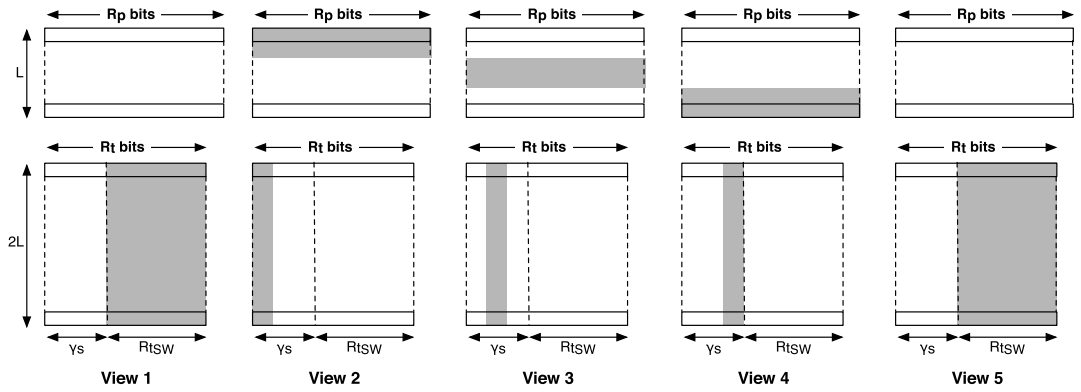 Rp bits Rp bits Rp bits Rp bits Rp bits
L
Rt bits Rt bits Rt bits Rt bits Rt bits
2L
γs RtSW γs RtSW γs RtSW γs RtSW γs RtSW
View 1 View 2 View 3 View 4 View 5